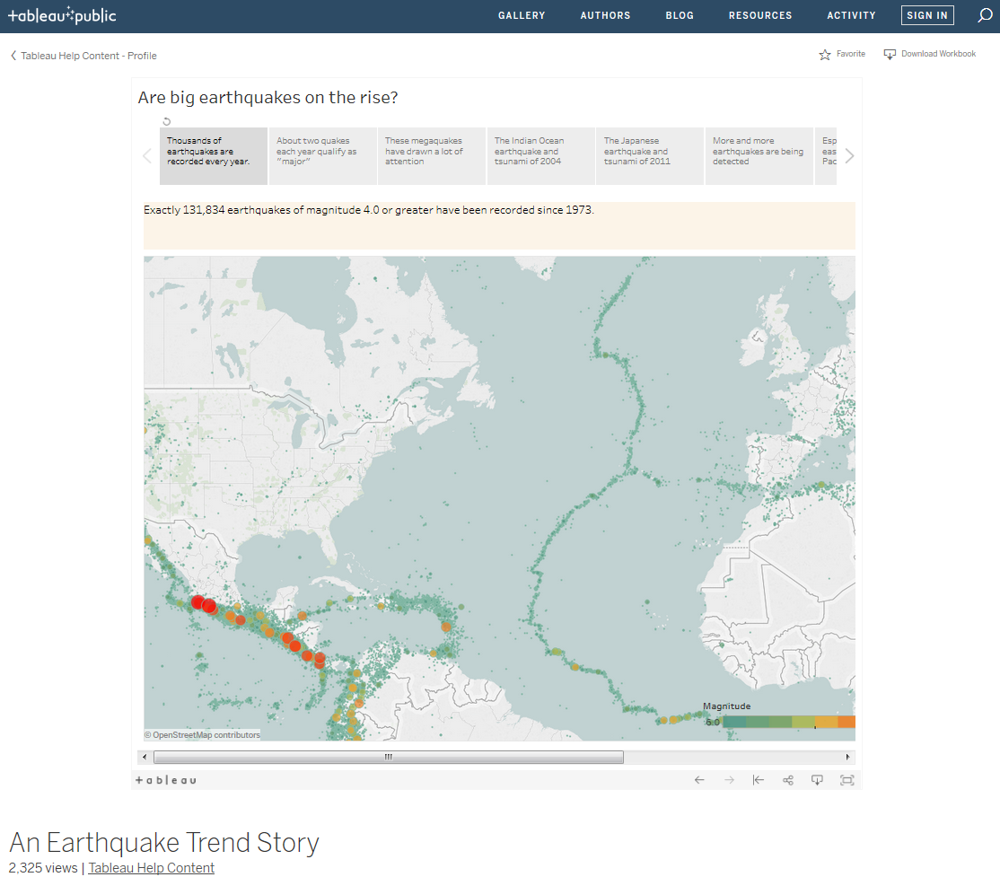 +tableau+public
GALLERY
AUTHORS
BLOG
RESOURCES
ACTIVITY
SIGN IN
Tableau Help Content - Profile
Favorite
Download Workbook
Are big earthquakes on the rise?
Thousands of
earthquakes are
recorded every year.
About two quakes
each year qualify as
"major"
These megaquakes
have drawn a lot of
attention
The Indian Ocean
earthquake and
tsunami of 2004
The Japanese
earthquake and
tsunami of 2011
More and more
earthquakes are being
detected
Esp
eas
Pac
Exactly 131,834 earthquakes of magnitude 4.0 or greater have been recorded since 1973.
Magnitude
6.0
© OpenStreetMap contributors
+ a b l e a u
An Earthquake Trend Story
2,325 views | Tableau Help Content